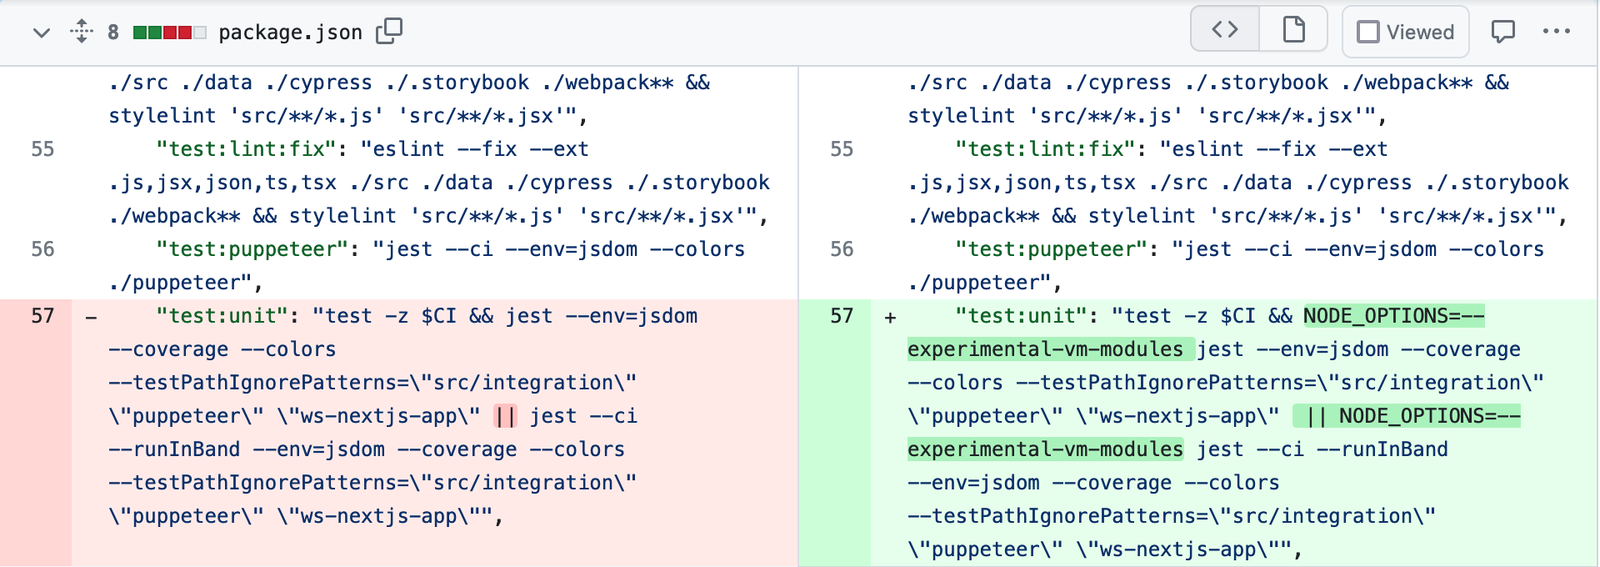 8 package.json Viewed
./src ./data ./cypress ./.storybook ./webpack** &&
stylelint 'src/**/*.js' 'src/**/*.jsx'",
55 "test:lint:fix": "eslint --fix --ext
.js,jsx,json,ts,tsx ./src ./data ./cypress ./.storybook
./webpack** && stylelint 'src/**/*.js' 'src/**/*.jsx'",
56 "test:puppeteer": "jest --ci --env=jsdom --colors
./puppeteer",
57 - "test:unit": "test -z $CI && jest --env=jsdom
--coverage --colors
--testPathIgnorePatterns=\"src/integration\"
\"puppeteer\" \"ws-nextjs-app\" || jest --ci
--runInBand --env=jsdom --coverage --colors
--testPathIgnorePatterns=\"src/integration\"
\"puppeteer\" \"ws-nextjs-app\"",
./src ./data ./cypress ./.storybook ./webpack** &&
stylelint 'src/**/*.js' 'src/**/*.jsx'",
55 "test:lint:fix": "eslint --fix --ext
.js,jsx,json,ts,tsx ./src ./data ./cypress ./.storybook
./webpack** && stylelint 'src/**/*.js' 'src/**/*.jsx'",
56 "test:puppeteer": "jest --ci --env=jsdom --colors
./puppeteer",
57 + "test:unit": "test -z $CI && NODE_OPTIONS=--
experimental-vm-modules jest --env=jsdom --coverage
--colors --testPathIgnorePatterns=\"src/integration\"
\"puppeteer\" \"ws-nextjs-app\"  || NODE_OPTIONS=--
experimental-vm-modules jest --ci --runInBand
--env=jsdom --coverage --colors
--testPathIgnorePatterns=\"src/integration\"
\"puppeteer\" \"ws-nextjs-app\"",